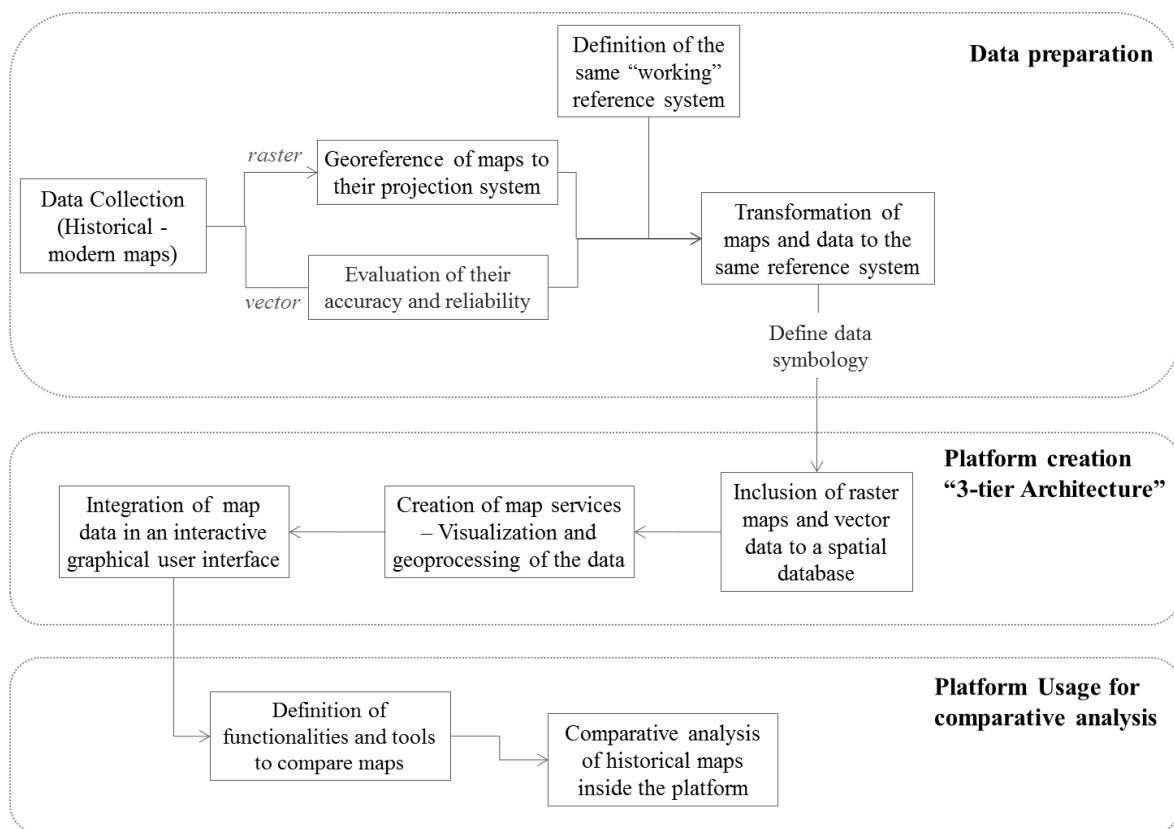 Data preparation
Definition of the
same “working”
reference system
raster
Georeference of maps to
their projection system
Data Collection
(Historical -
modern maps)
vector
Evaluation of their
accuracy and reliability
Transformation of
maps and data to the
same reference system
Define data
symbology
Platform creation
“3-tier Architecture”
Inclusion of raster
maps and vector
data to a spatial
database
Creation of map services
– Visualization and
geoprocessing of the data
Integration of map
data in an interactive
graphical user interface
Platform Usage for
comparative analysis
Definition of
functionalities and tools
to compare maps
Comparative analysis
of historical maps
inside the platform